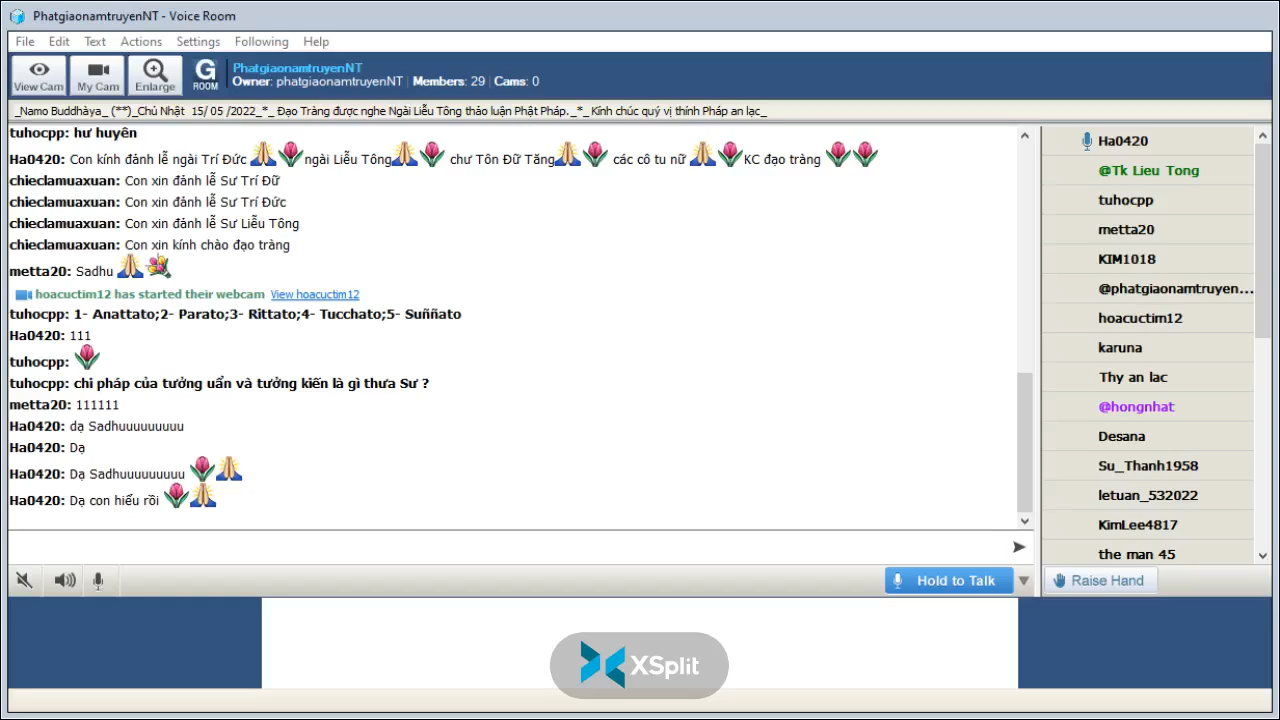 PhatgiaonamtruyenNT - Voice Room
File Edit Text Actions Settings Following Help
View Cam My Cam Enlarge G ROOM
PhatgiaonamtruyenNT
Owner: phatgiaonamtruyenNT Members: 29 Cams: 0
_Namo Buddhàya_ (**)_Chủ Nhật 15/ 05 /2022_*_ Đạo Tràng được nghe Ngài Liễu Tông thảo luận Phật Pháp._*_Kính chúc quý vị thính Pháp an lạc_
tuhocpp: hư huyên
Ha0420: Con kính đảnh lễ ngài Trí Đức 🙏🌷ngài Liễu Tông🙏🌷 chư Tôn Đữ Tăng🙏🌷 các cô tu nữ 🙏🌷KC đạo tràng 🌷🌷
chieclamuaxuan: Con xin đảnh lễ Sư Trí Đữ
chieclamuaxuan: Con xin đảnh lễ Sư Trí Đức
chieclamuaxuan: Con xin đảnh lễ Sư Liễu Tông
chieclamuaxuan: Con xin kính chào đạo tràng
metta20: Sadhu 🙏💐
hoacuctim12 has started their webcam View hoacuctim12
tuhocpp: 1- Anattato;2- Parato;3- Rittato;4- Tucchato;5- Suññato
Ha0420: 111
tuhocpp: 🌷
tuhocpp: chi pháp của tưởng uẩn và tưởng kiến là gì thưa Sư ?
metta20: 111111
Ha0420: dạ Sadhuuuuuuuuu
Ha0420: Dạ
Ha0420: Dạ Sadhuuuuuuuuu 🌷🙏
Ha0420: Dạ con hiểu rồi 🌷🙏
Hold to Talk
Ha0420
@Tk Lieu Tong
tuhocpp
metta20
KIM1018
@phatgiaonamtruyen...
hoacuctim12
karuna
Thy an lac
@hongnhat
Desana
Su_Thanh1958
letuan_532022
KimLee4817
the man 45
Raise Hand
XSplit